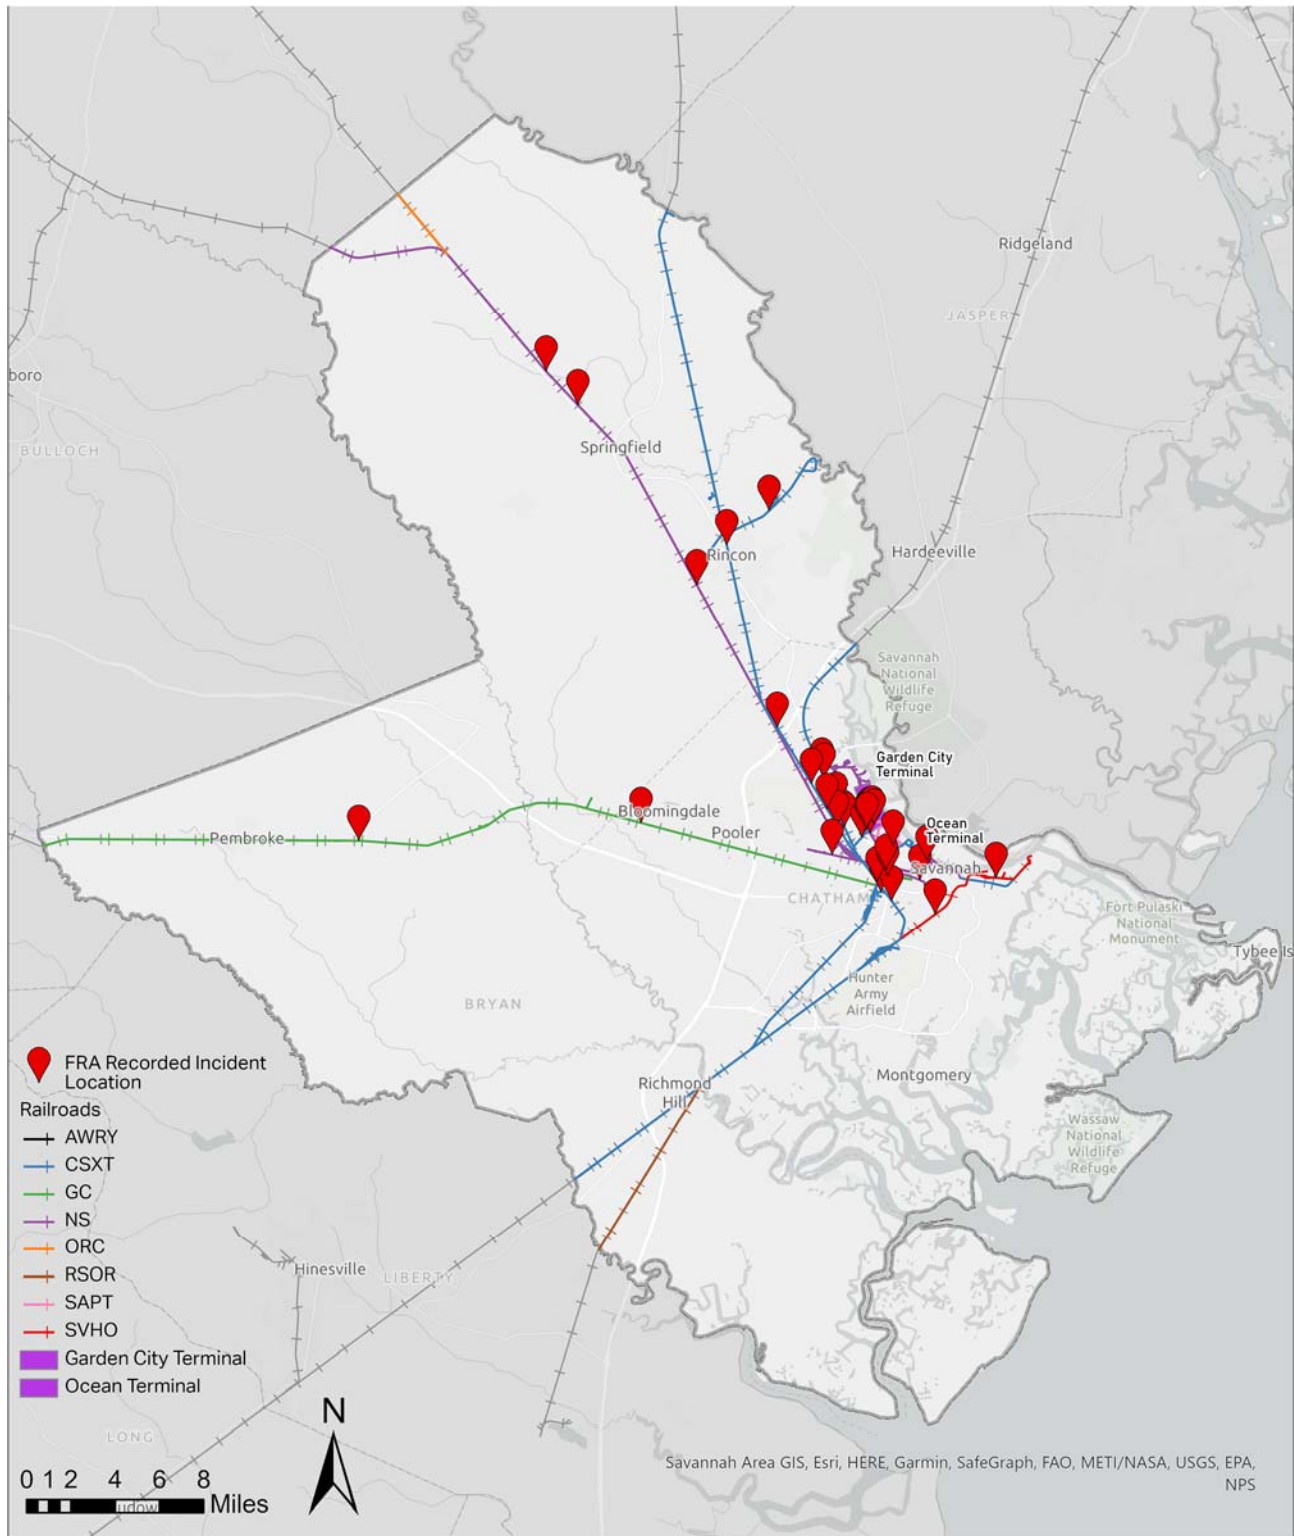 Ridgeland
JASPER
boro
BULLOCH
Springfield
Hardeeville
Rincon
Savannah
National
Wildlife
Refuge
Garden City
Terminal
Bloomingdale
Pooler
Pembroke
Ocean
Terminal
Savannah
CHATHAM
Fort Pulaski
National
Monument
Tybee Is
Hunter
Army
Airfield
BRYAN
Montgomery
Richmond
Hill
Wassaw
National
Wildlife
Refuge
FRA Recorded Incident
Location
Railroads
AWRY
CSXT
GC
NS
ORC
RSOR
SAPT
SVHO
Garden City Terminal
Ocean Terminal
Hinesville
LIBERTY
LONG
N
0 1 2 4 6 8
Miles
udow
Savannah Area GIS, Esri, HERE, Garmin, SafeGraph, FAO, METI/NASA, USGS, EPA,
NPS